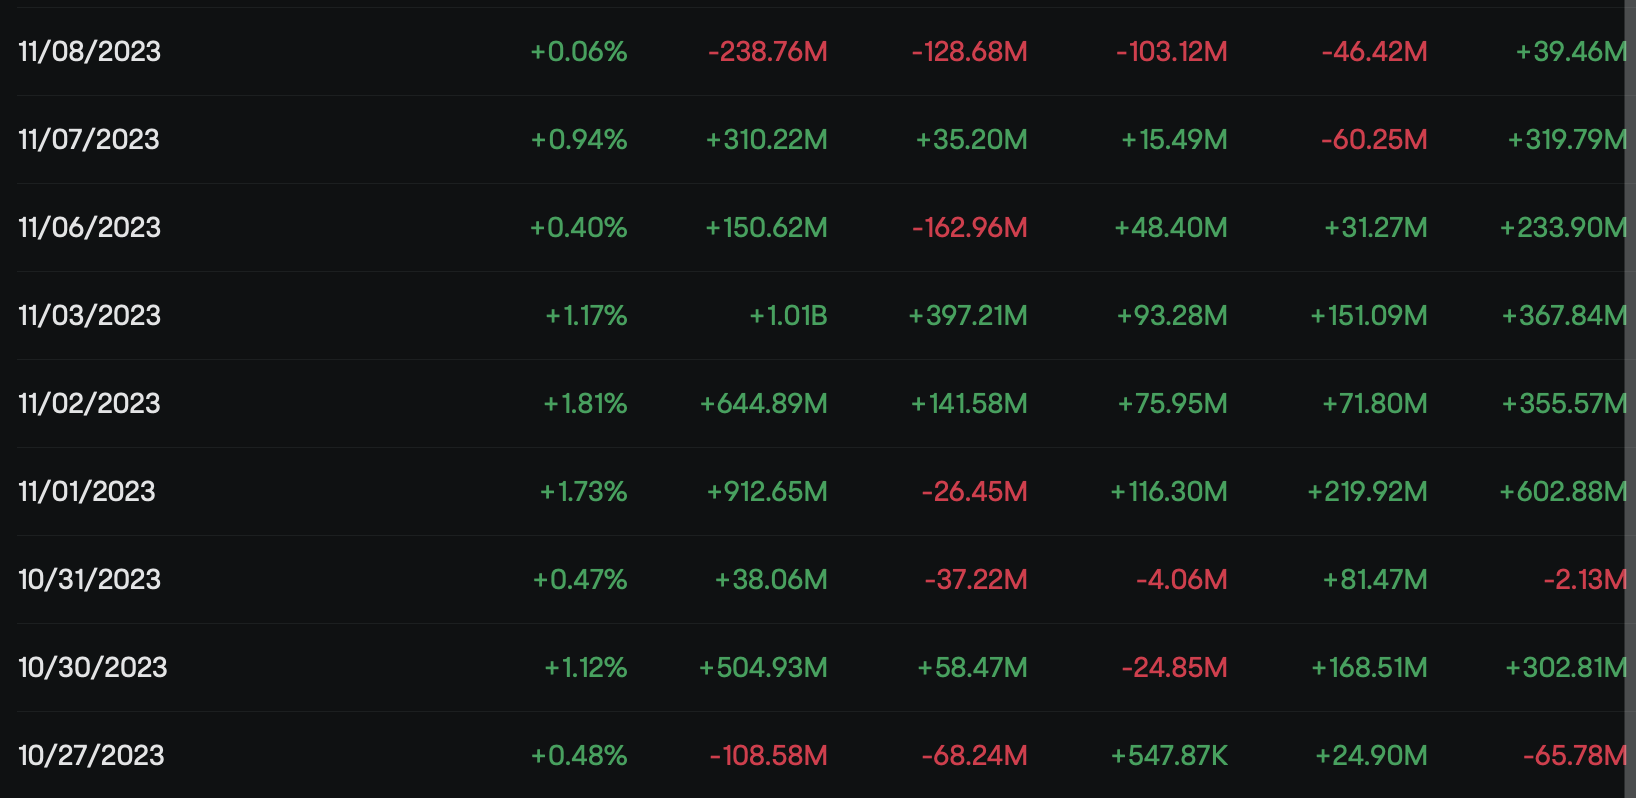 11/08/2023 +0.06% -238.76M -128.68M -103.12M -46.42M +39.46M
11/07/2023 +0.94% +310.22M +35.20M +15.49M -60.25M +319.79M
11/06/2023 +0.40% +150.62M -162.96M +48.40M +31.27M +233.90M
11/03/2023 +1.17% +1.01B +397.21M +93.28M +151.09M +367.84M
11/02/2023 +1.81% +644.89M +141.58M +75.95M +71.80M +355.57M
11/01/2023 +1.73% +912.65M -26.45M +116.30M +219.92M +602.88M
10/31/2023 +0.47% +38.06M -37.22M -4.06M +81.47M -2.13M
10/30/2023 +1.12% +504.93M +58.47M -24.85M +168.51M +302.81M
10/27/2023 +0.48% -108.58M -68.24M +547.87K +24.90M -65.78M